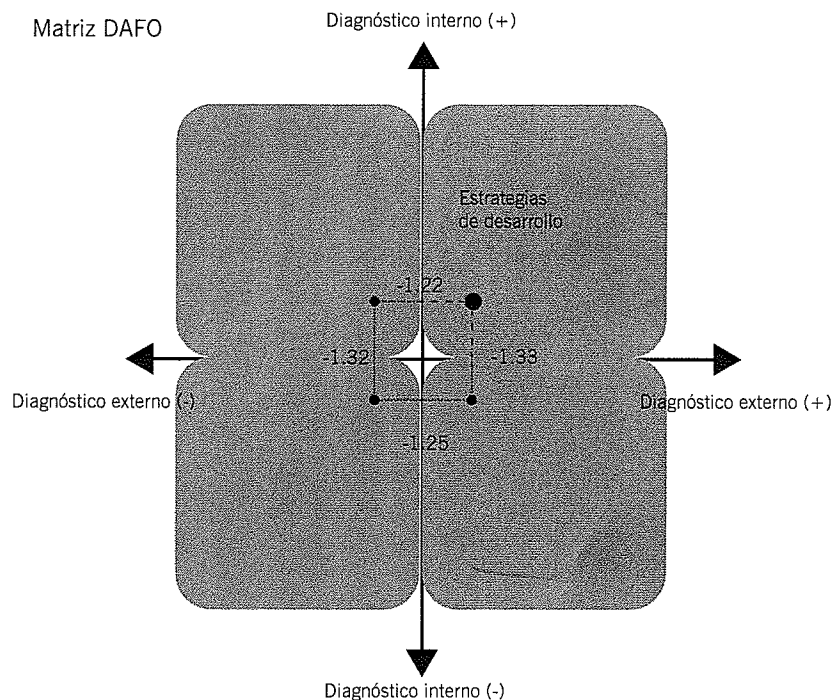 Matriz DAFO
Diagnóstico interno (+)
Estrategias
de desarrollo
-1.22
-1.32
-1.33
Diagnóstico externo (-)
Diagnóstico externo (+)
-1.25
Diagnóstico interno (-)